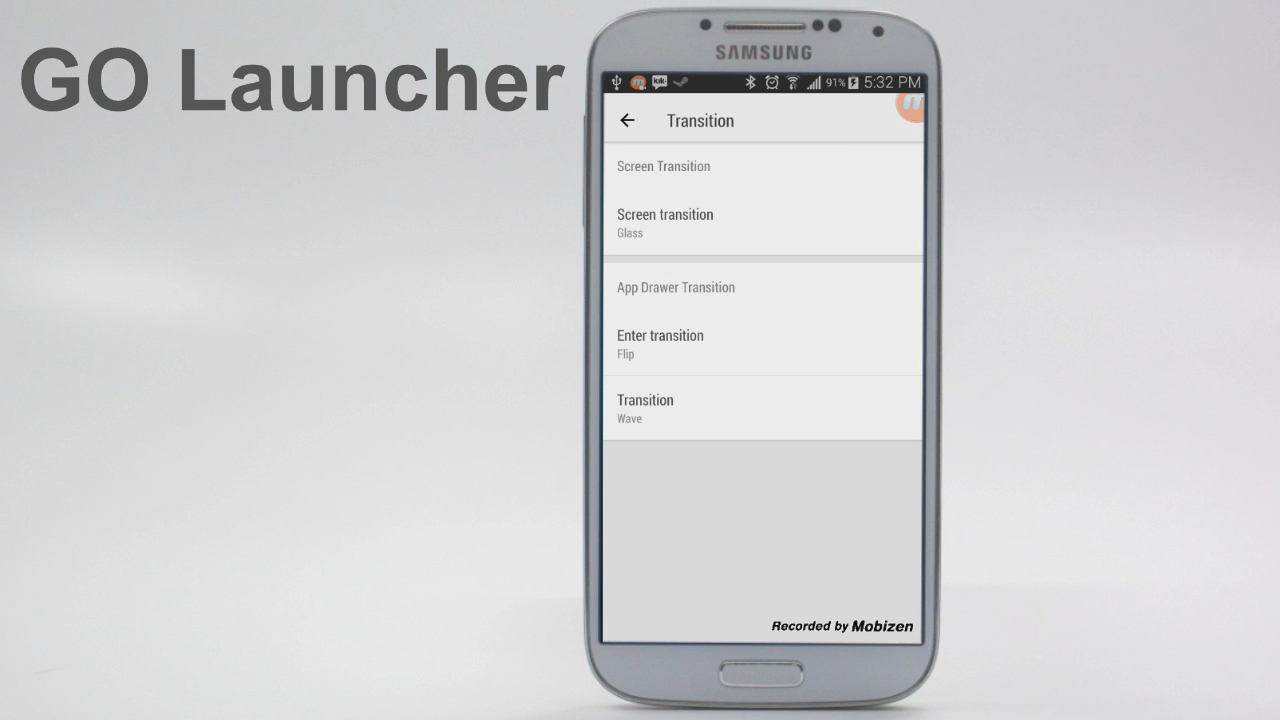 GO Launcher
SAMSUNG
kik
91% 5:32 PM
Transition
Screen Transition
Screen transition
Glass
App Drawer Transition
Enter transition
Flip
Transition
Wave
Recorded by Mobizen